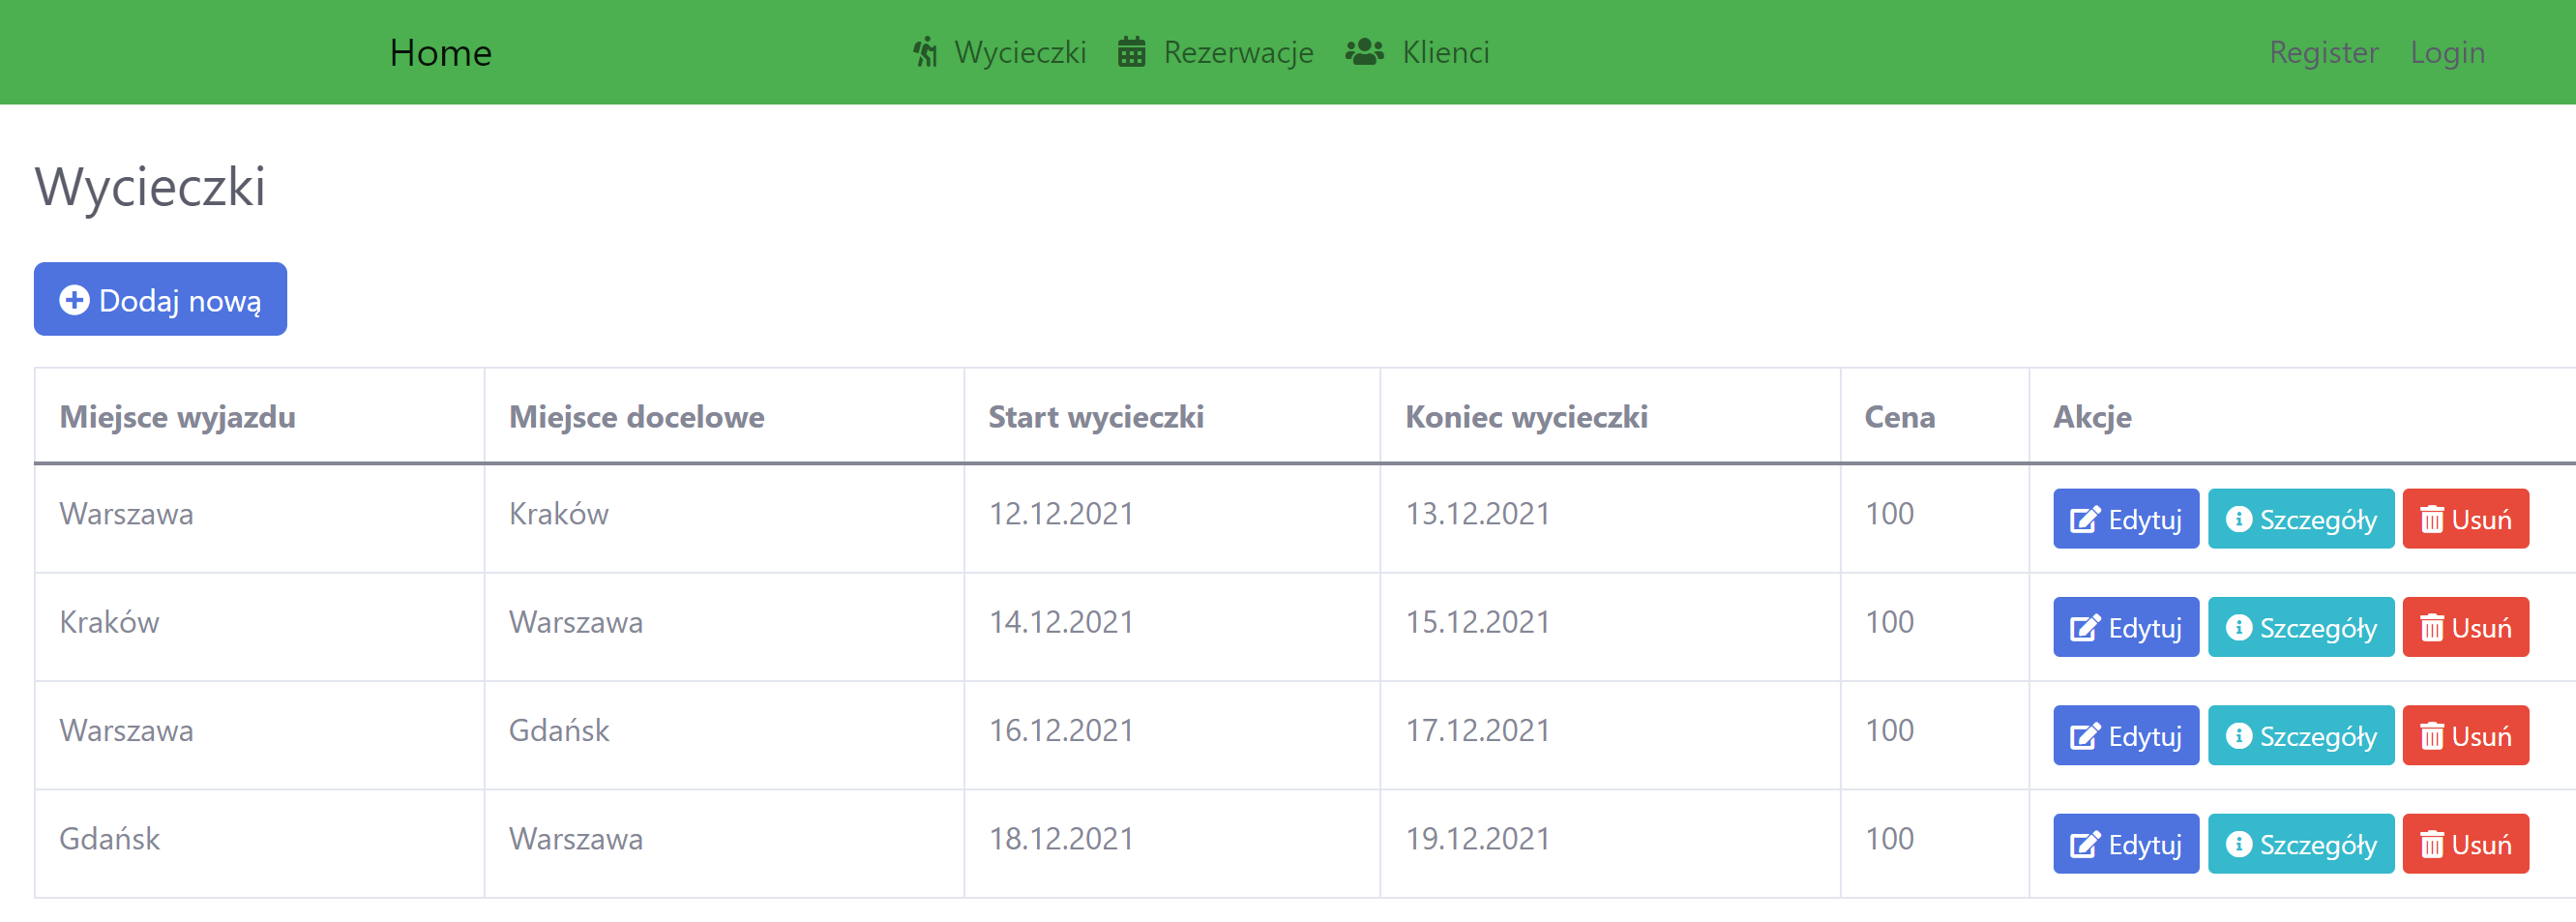 Home Wycieczki Rezerwacje Klienci Register Login
Wycieczki
Dodaj nową
Miejsce wyjazdu Miejsce docelowe Start wycieczki Koniec wycieczki Cena Akcje
Warszawa Kraków 12.12.2021 13.12.2021 100 Edytuj Szczegóły Usuń
Kraków Warszawa 14.12.2021 15.12.2021 100 Edytuj Szczegóły Usuń
Warszawa Gdańsk 16.12.2021 17.12.2021 100 Edytuj Szczegóły Usuń
Gdańsk Warszawa 18.12.2021 19.12.2021 100 Edytuj Szczegóły Usuń